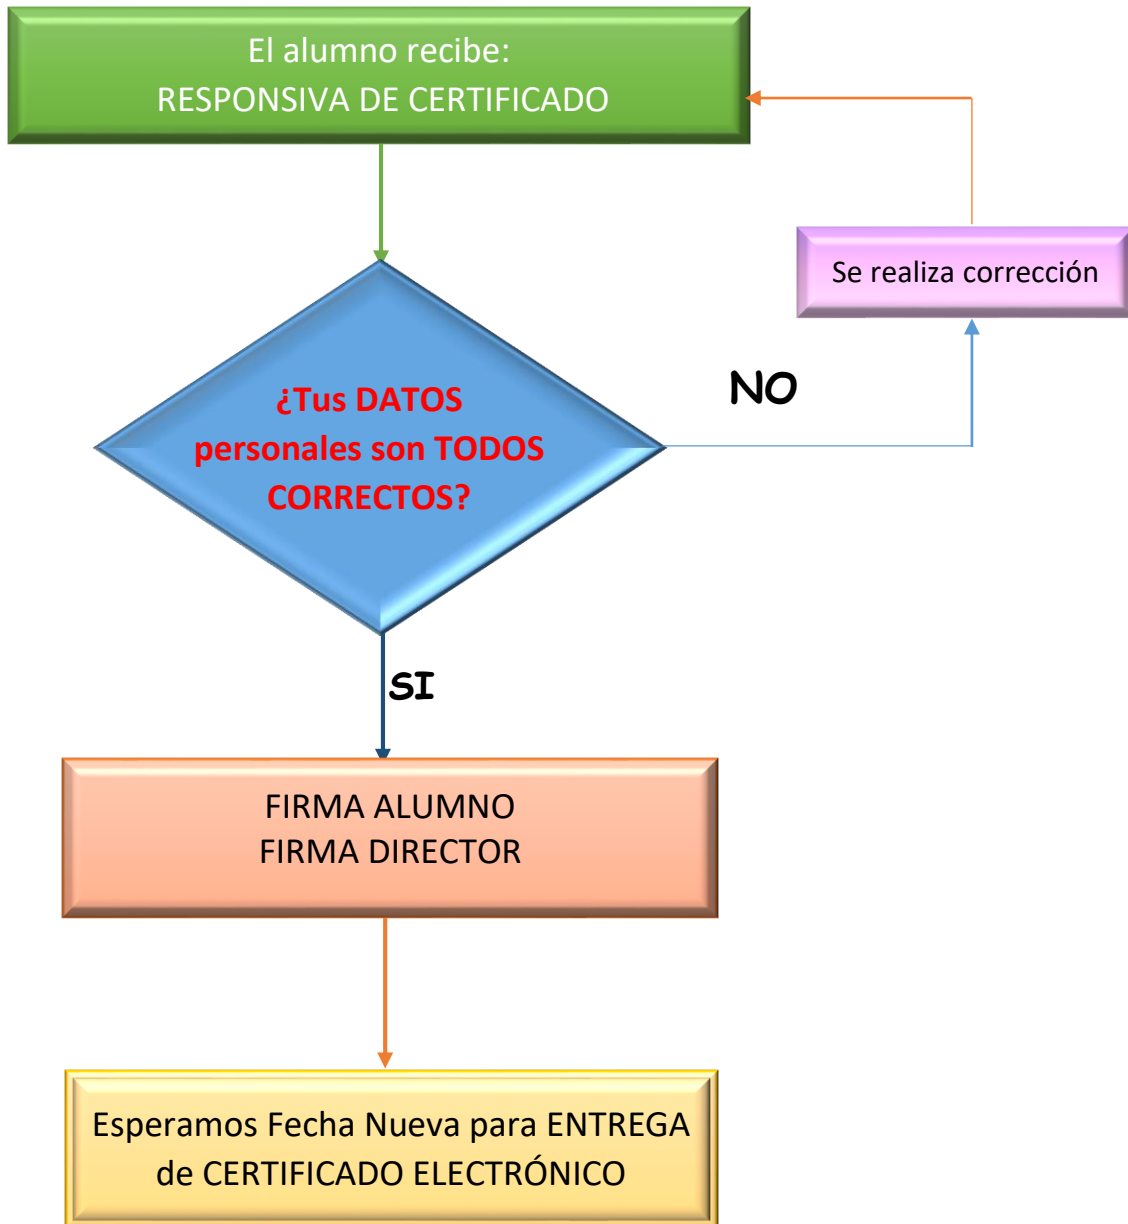 El alumno recibe:
RESPONSIVA DE CERTIFICADO
Se realiza corrección
¿Tus DATOS
personales son TODOS
CORRECTOS?
NO
SI
FIRMA ALUMNO
FIRMA DIRECTOR
Esperamos Fecha Nueva para ENTREGA
de CERTIFICADO ELECTRÓNICO